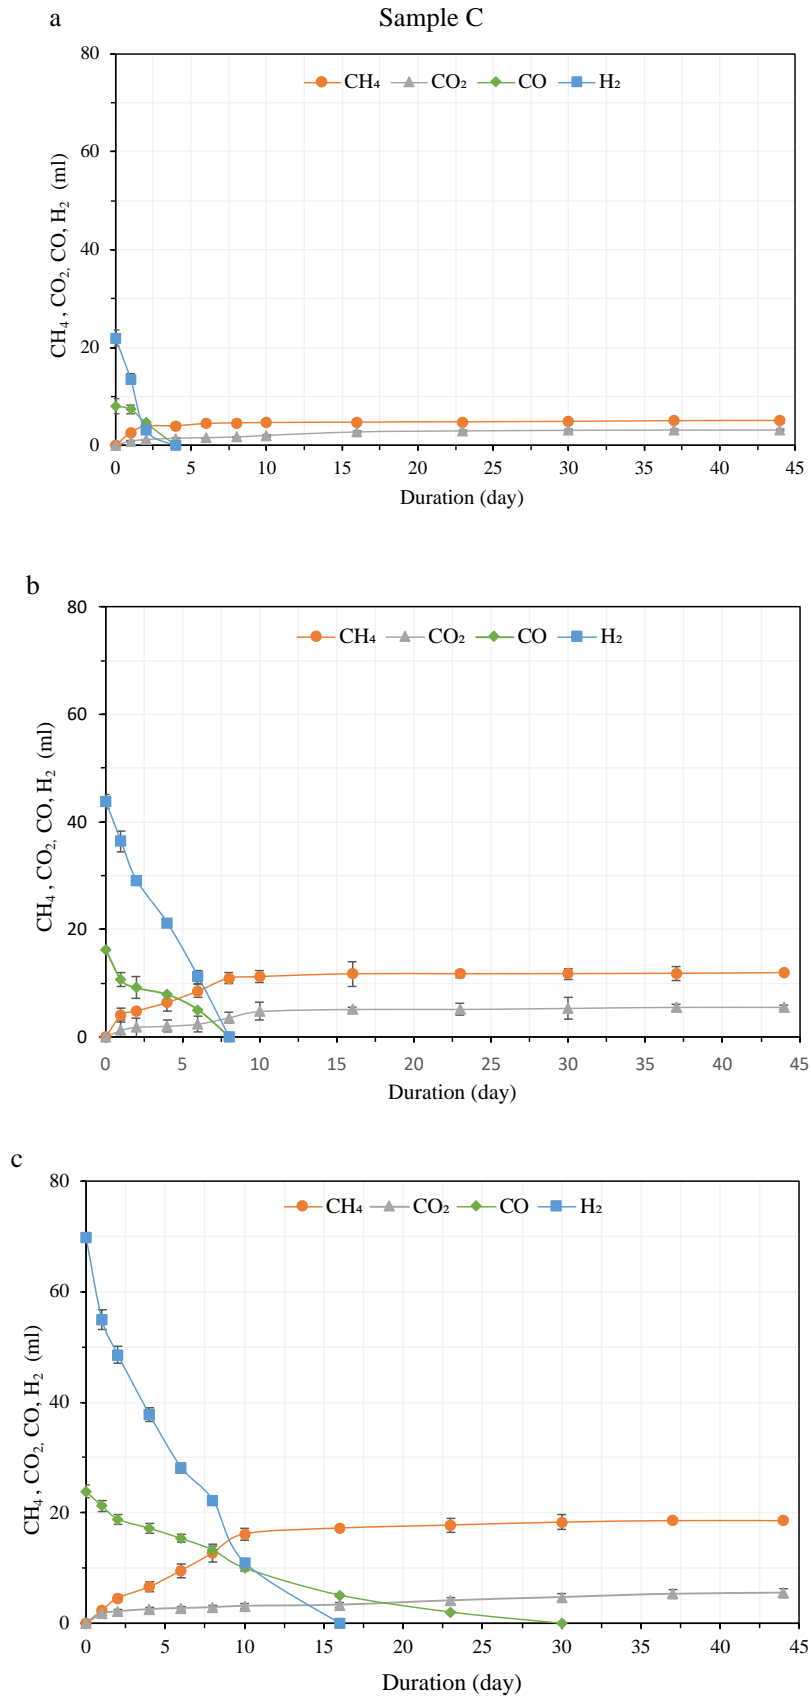 a
Sample C
CH₄ CO₂ CO H₂
80
60
40
20
0
CH₄ , CO₂, CO, H₂ (ml)
0 5 10 15 20 25 30 35 40 45
Duration (day)
b
CH₄ CO₂ CO H₂
80
60
40
20
0
CH₄ , CO₂, CO, H₂ (ml)
0 5 10 15 20 25 30 35 40 45
Duration (day)
c
CH₄ CO₂ CO H₂
80
60
40
20
0
CH₄ , CO₂, CO, H₂ (ml)
0 5 10 15 20 25 30 35 40 45
Duration (day)